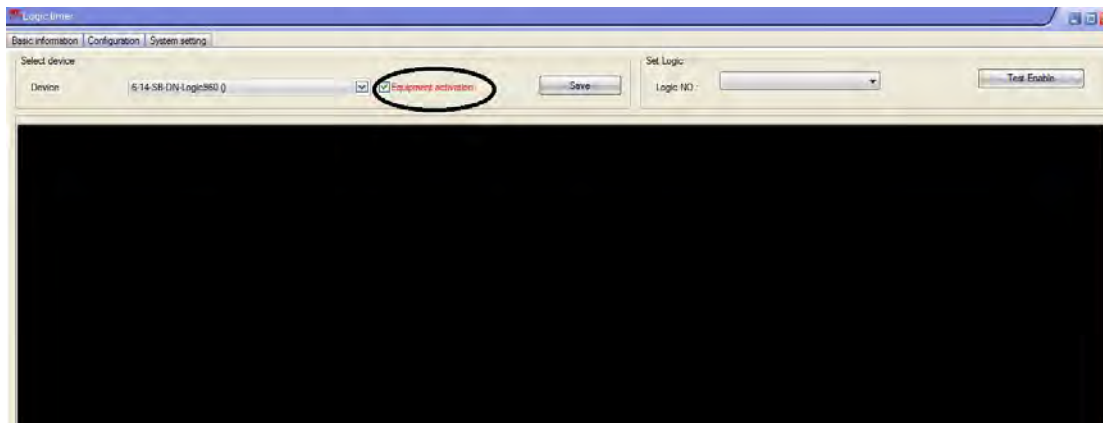 Logic timer
Basic information Configuration System setting
Select device
Device 6-14-SB-DN-Logic960 () Equipment activation Save
Set Logic
Logic NO : Test Enable